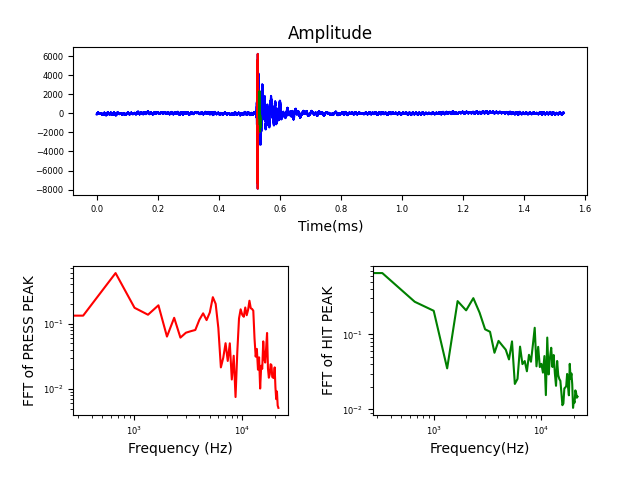 Amplitude
6000
4000
2000
0
−2000
−4000
−6000
−8000
0.0 0.2 0.4 0.6 0.8 1.0 1.2 1.4 1.6
Time(ms)
FFT of PRESS PEAK
10⁻¹
10⁻²
10³ 10⁴
Frequency (Hz)
FFT of HIT PEAK
10⁻¹
10⁻²
10³ 10⁴
Frequency(Hz)